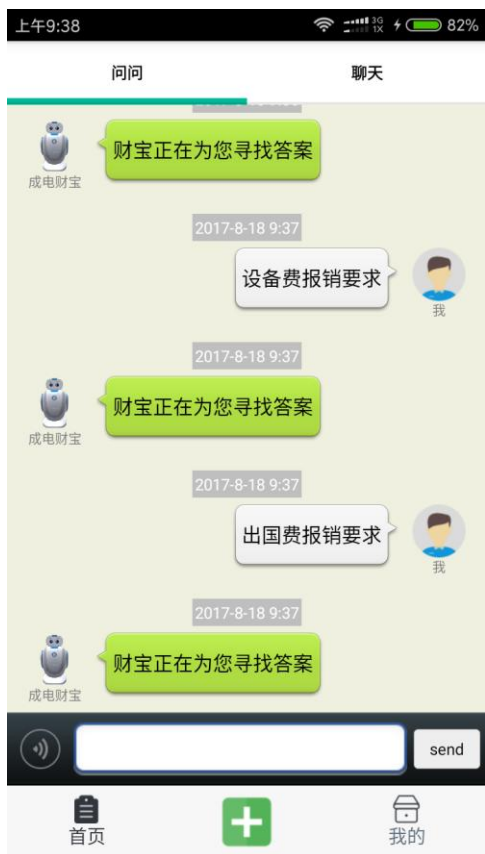 上午9:38
3G
1X
82%
问问
聊天
财宝正在为您寻找答案
成电财宝
2017-8-18 9:37
设备费报销要求
我
2017-8-18 9:37
财宝正在为您寻找答案
成电财宝
2017-8-18 9:37
出国费报销要求
我
2017-8-18 9:37
财宝正在为您寻找答案
成电财宝
send
首页
我的